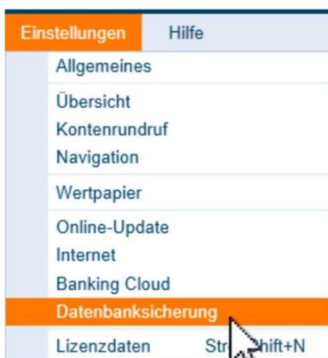 Einstellungen Hilfe
Allgemeines
Übersicht
Kontenrundruf
Navigation
Wertpapier
Online-Update
Internet
Banking Cloud
Datenbanksicherung
Lizenzdaten